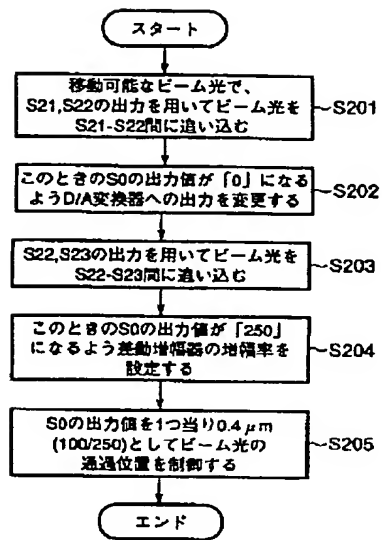 スタート
移動可能なビーム光で、
S21,S22の出力を用いてビーム光を
S21-S22間に追い込む
S201
このときのS0の出力値が「0」になる
ようD/A変換器への出力を変更する
S202
S22,S23の出力を用いてビーム光を
S22-S23間に追い込む
S203
このときのS0の出力値が「250」
になるよう差動増幅器の増幅率を
設定する
S204
S0の出力値を1つ当り0.4μm
(100/250)としてビーム光の
通過位置を制御する
S205
エンド